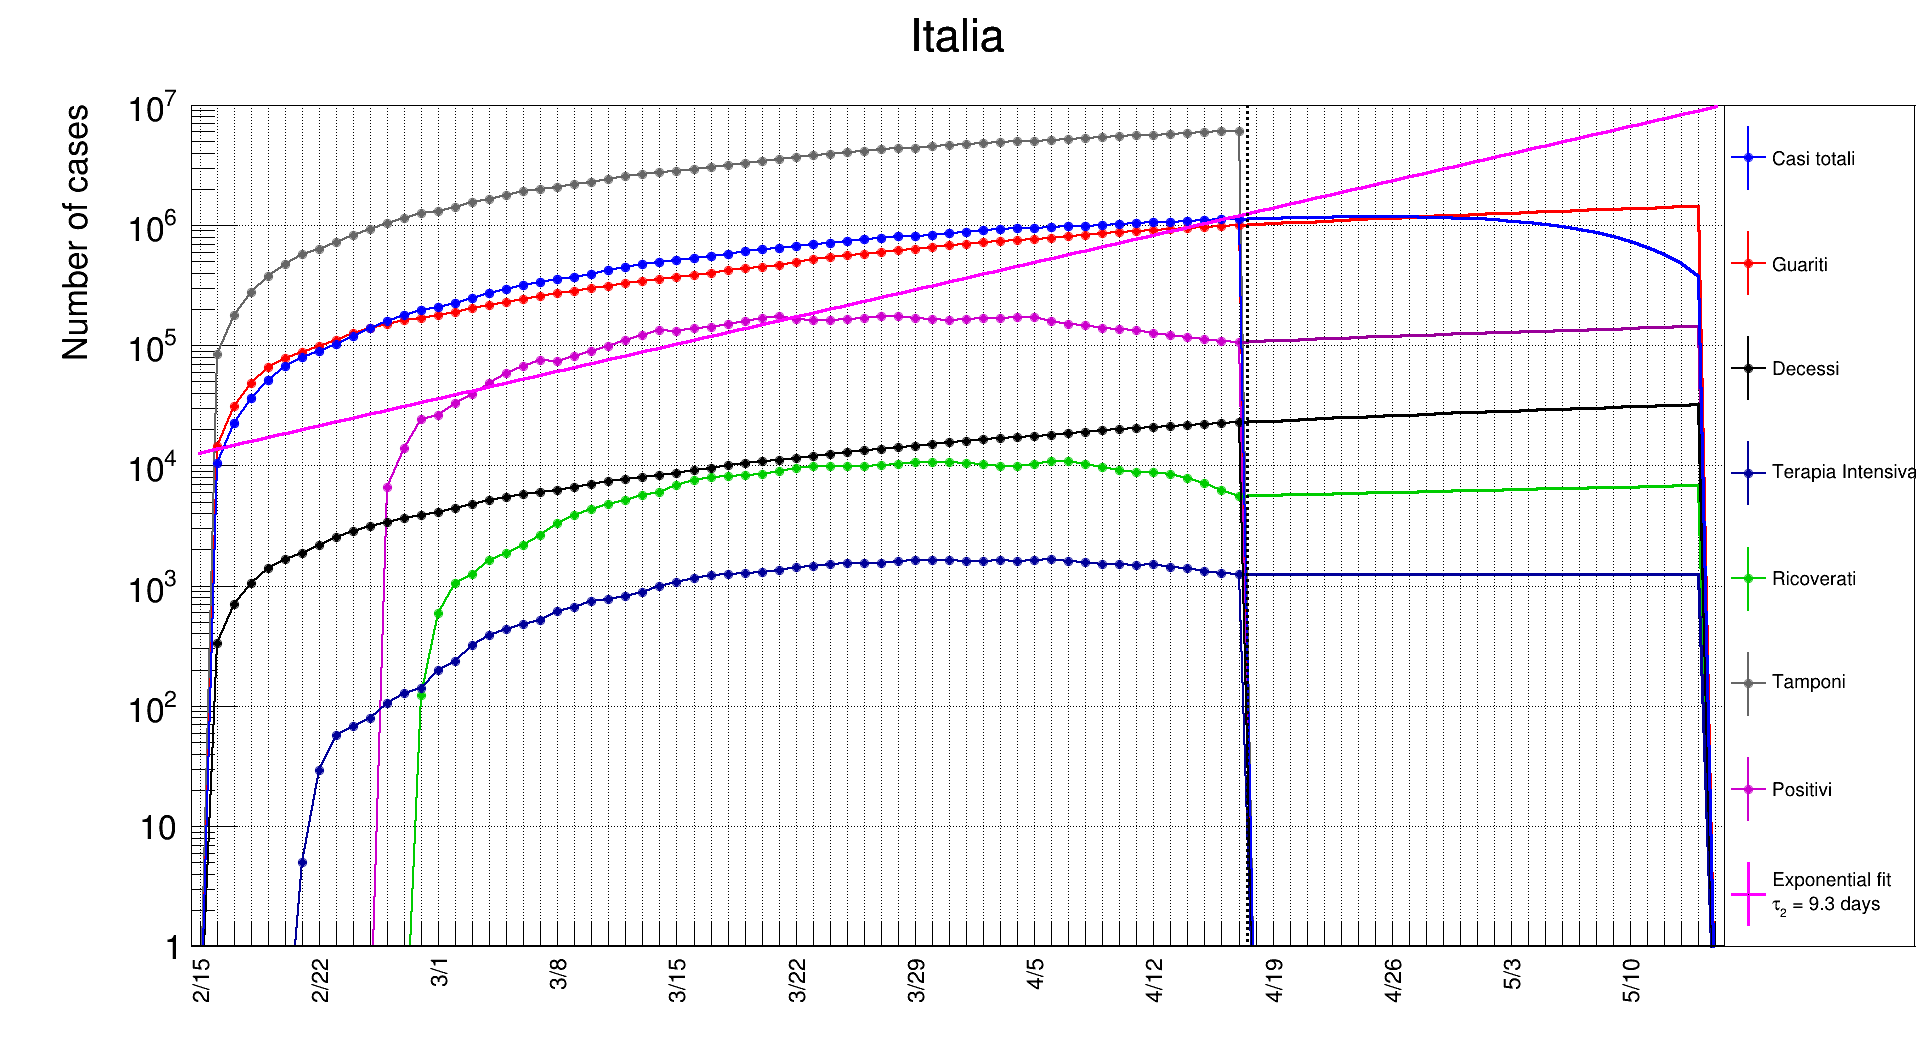 Italia
Number of cases
10^7
10^6
10^5
10^4
10^3
10^2
10
1
2/15
2/22
3/1
3/8
3/15
3/22
3/29
4/5
4/12
4/19
4/26
5/3
5/10
Casi totali
Guariti
Decessi
Terapia Intensiva
Ricoverati
Tamponi
Positivi
Exponential fit
τ₂ = 9.3 days